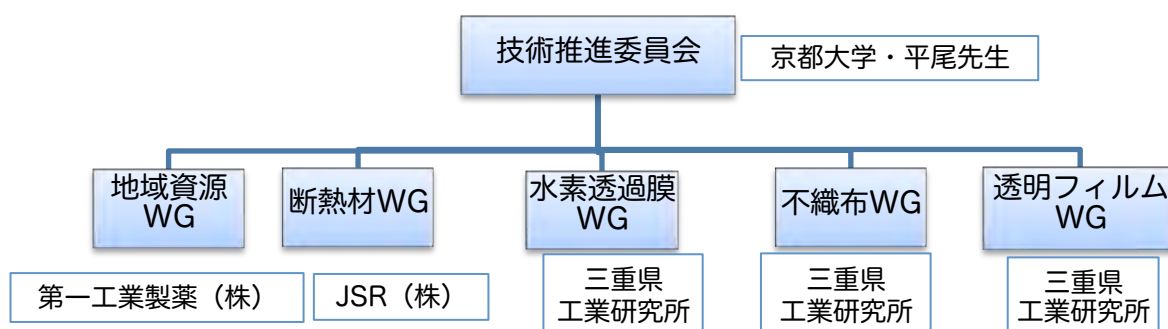 技術推進委員会
京都大学・平尾先生
地域資源
WG
断熱材WG
水素透過膜
WG
不織布WG
透明フィルム
WG
第一工業製薬（株）
JSR（株）
三重県
工業研究所
三重県
工業研究所
三重県
工業研究所